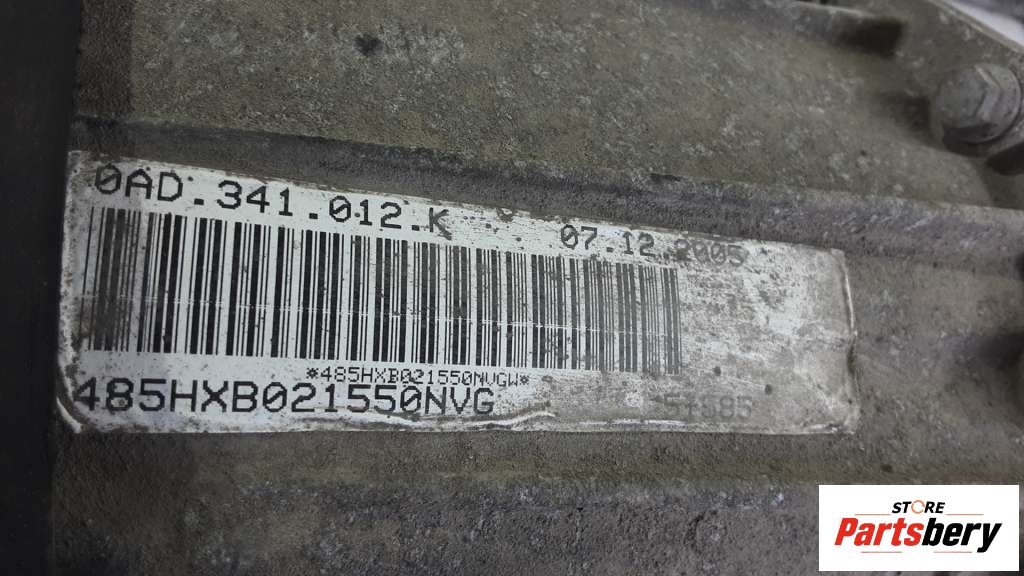 0AD.341.012.K 07.12.2005
*485HXB021550NVGW*
485HXB021550NVG
STORE
Partsbery